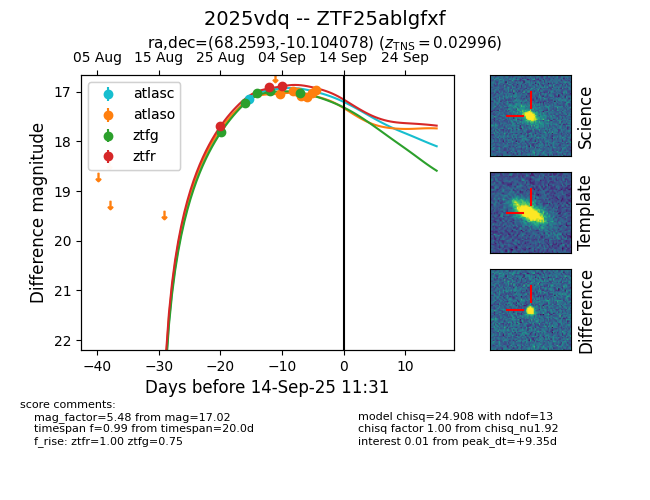 2025vdq -- ZTF25ablgfxf
ra,dec=(68.2593,-10.104078) (z_TNS = 0.02996)
05 Aug 15 Aug 25 Aug 04 Sep 14 Sep 24 Sep
atlasc
atlaso
ztfg
ztfr
17
18
19
20
21
22
Difference magnitude
−40 −30 −20 −10 0 10
Days before 14-Sep-25 11:31
Science
Template
Difference
score comments:
mag_factor=5.48 from mag=17.02
timespan f=0.99 from timespan=20.0d
f_rise: ztfr=1.00 ztfg=0.75
model chisq=24.908 with ndof=13
chisq factor 1.00 from chisq_nu1.92
interest 0.01 from peak_dt=+9.35d